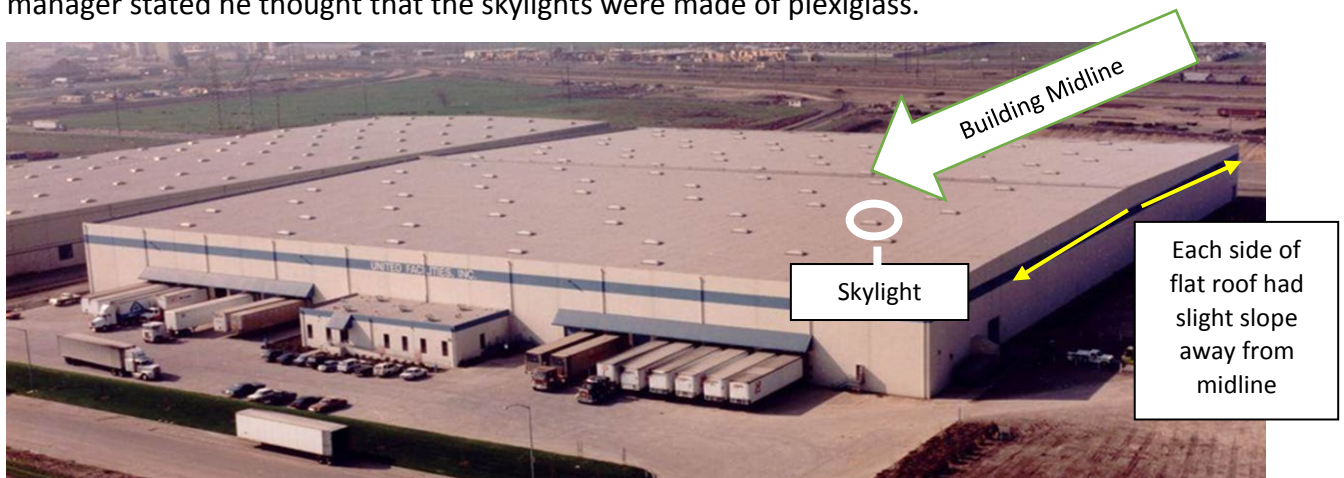 manager stated he thought that the skylights were made of plexiglass.
Building Midline
UNITED FACILITIES, INC.
Skylight
Each side of
flat roof had
slight slope
away from
midline